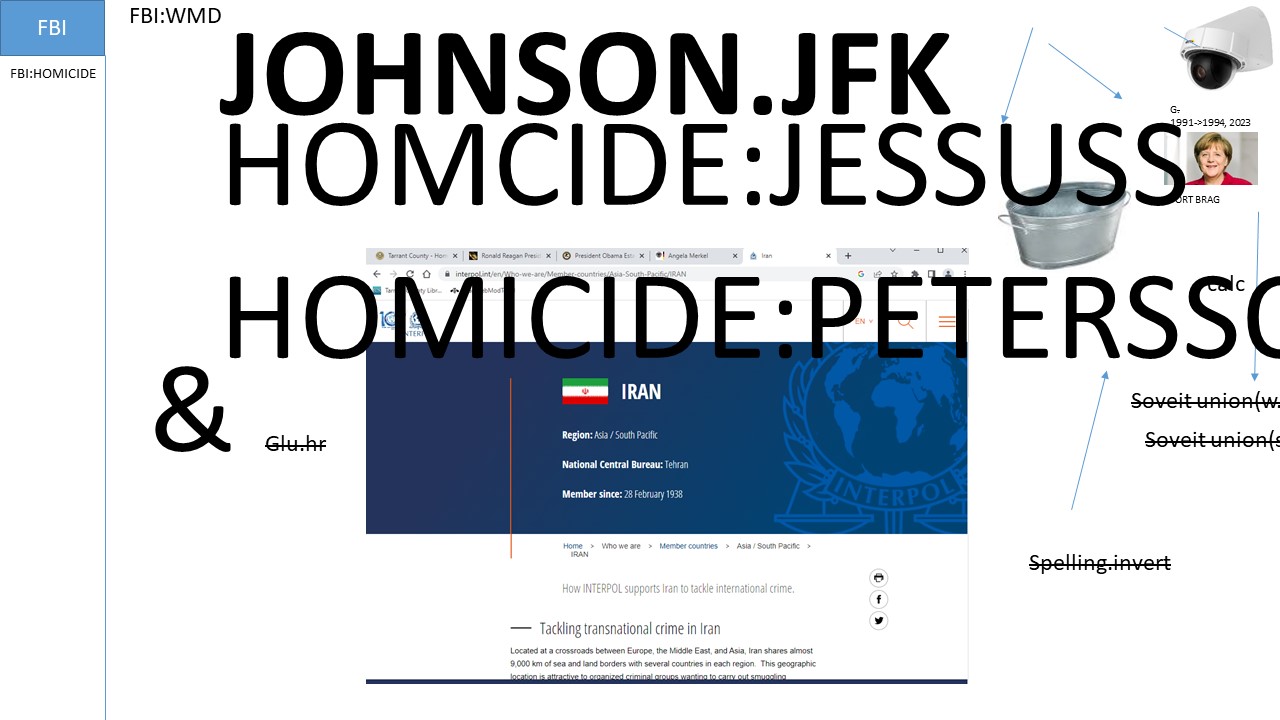 FBI
FBI:HOMICIDE
FBI:WMD
JOHNSON.JFK
HOMCIDE:JESSUSS
HOMICIDE:PETERSSO
&
Glu.hr
G-
1991->1994, 2023
ORT BRAG
calc
Soveit union(w.
Soveit union(s
Spelling.invert
Tarrant County - Hom
Ronald Reagan Presid
President Obama Esta
Angela Merkel
Iran
interpol.int/en/Who-we-are/Member-countries/Asia-South-Pacific/IRAN
EN
IRAN
Region: Asia / South Pacific
National Central Bureau: Tehran
Member since: 28 February 1938
INTERPOL
Home > Who we are > Member countries > Asia / South Pacific >
IRAN
How INTERPOL supports Iran to tackle international crime.
Tackling transnational crime in Iran
Located at a crossroads between Europe, the Middle East, and Asia, Iran shares almost
9,000 km of sea and land borders with several countries in each region. This geographic
location is attractive to organized criminal groups wanting to carry out smuggling